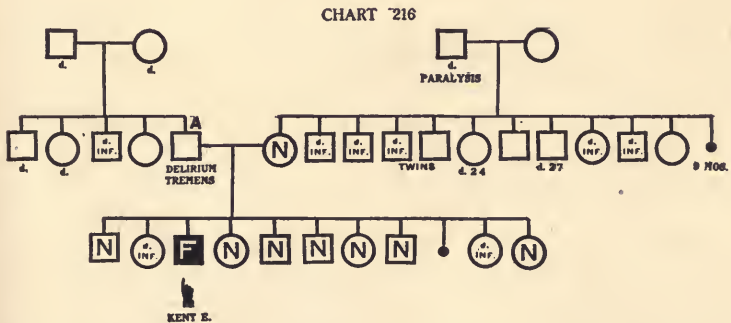 CHART 216
d. d. d.
PARALYSIS
A
d. d. d. INF. DELIRIUM TREMENS N d. INF. d. INF. d. INF. TWINS d. 24 d. 27 d. INF. d. INF. 9 MOS.
N d. INF. F N N N N N d. INF. N
KENT E.